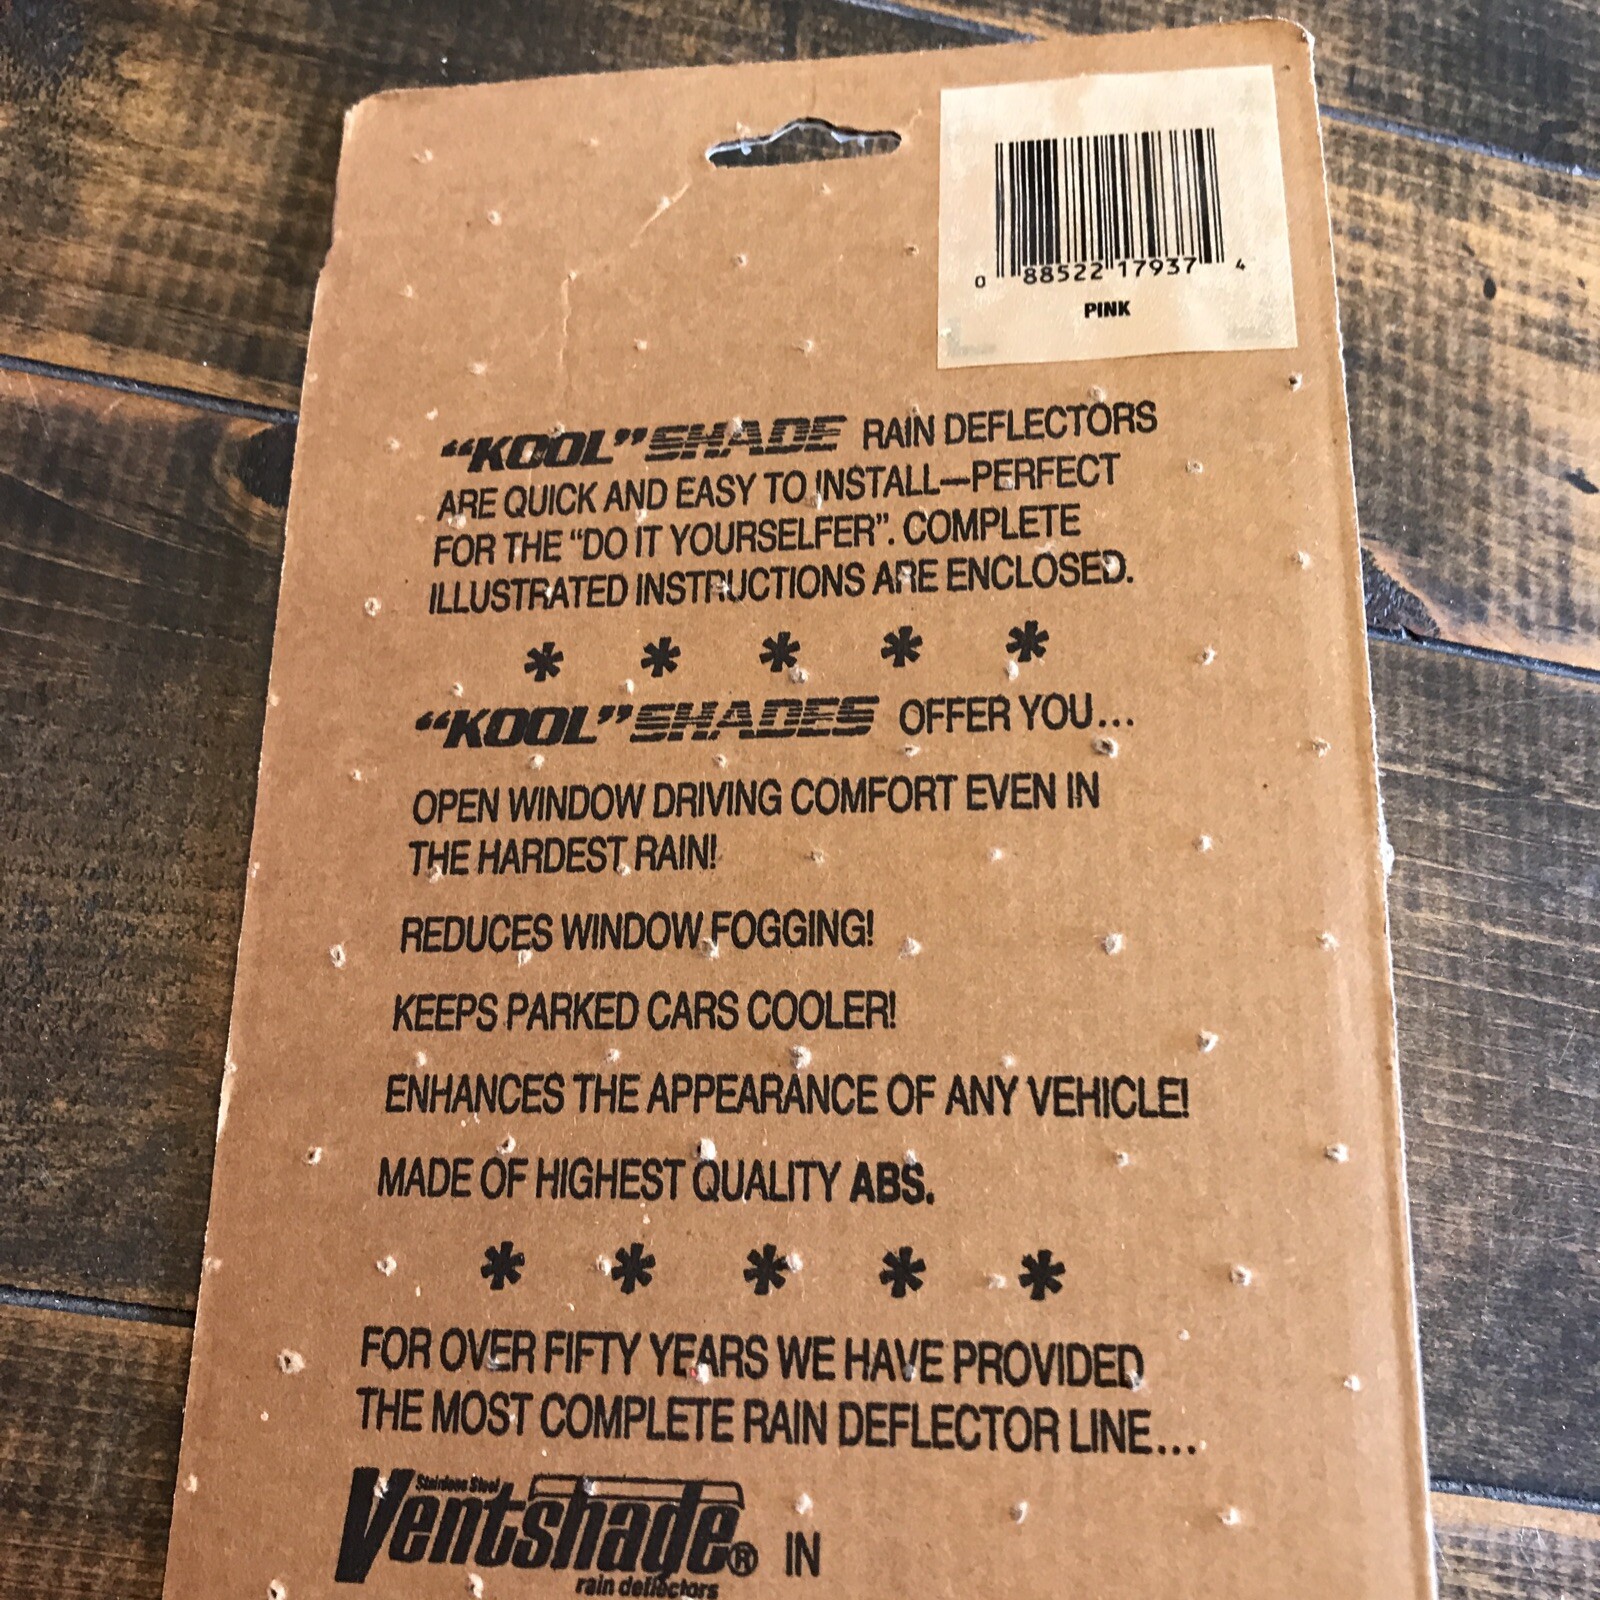 0 88522 17937 4
PINK
“KOOL” SHADE RAIN DEFLECTORS
ARE QUICK AND EASY TO INSTALL—PERFECT
FOR THE “DO IT YOURSELFER”. COMPLETE
ILLUSTRATED INSTRUCTIONS ARE ENCLOSED.
* * * * *
“KOOL” SHADES OFFER YOU...
OPEN WINDOW DRIVING COMFORT EVEN IN
THE HARDEST RAIN!
REDUCES WINDOW FOGGING!
KEEPS PARKED CARS COOLER!
ENHANCES THE APPEARANCE OF ANY VEHICLE!
MADE OF HIGHEST QUALITY ABS.
* * * * *
FOR OVER FIFTY YEARS WE HAVE PROVIDED
THE MOST COMPLETE RAIN DEFLECTOR LINE...
Stainless Steel
Ventshade® IN
rain deflectors